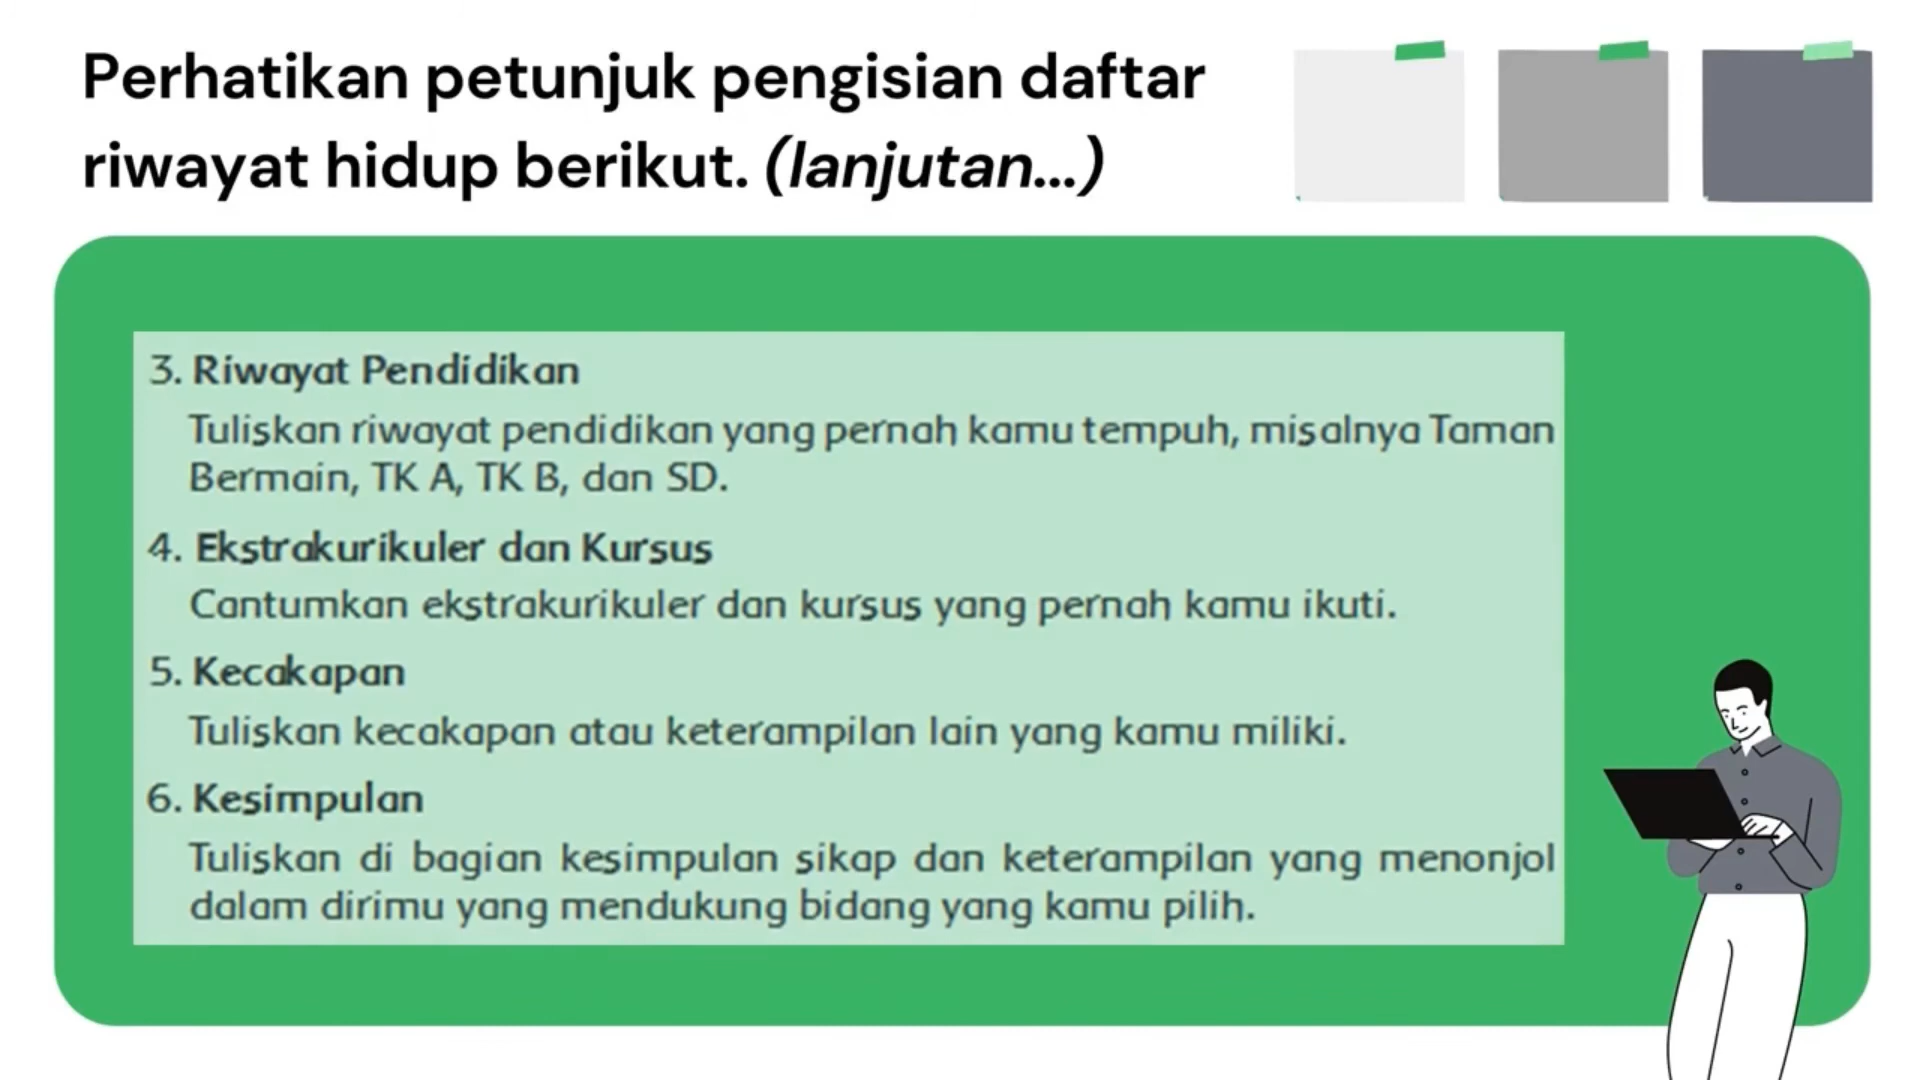 Perhatikan petunjuk pengisian daftar
riwayat hidup berikut. (lanjutan...)
3. Riwayat Pendidikan
Tuliskan riwayat pendidikan yang pernah kamu tempuh, misalnya Taman
Bermain, TK A, TK B, dan SD.
4. Ekstrakurikuler dan Kursus
Cantumkan ekstrakurikuler dan kursus yang pernah kamu ikuti.
5. Kecakapan
Tuliskan kecakapan atau keterampilan lain yang kamu miliki.
6. Kesimpulan
Tuliskan di bagian kesimpulan sikap dan keterampilan yang menonjol
dalam dirimu yang mendukung bidang yang kamu pilih.